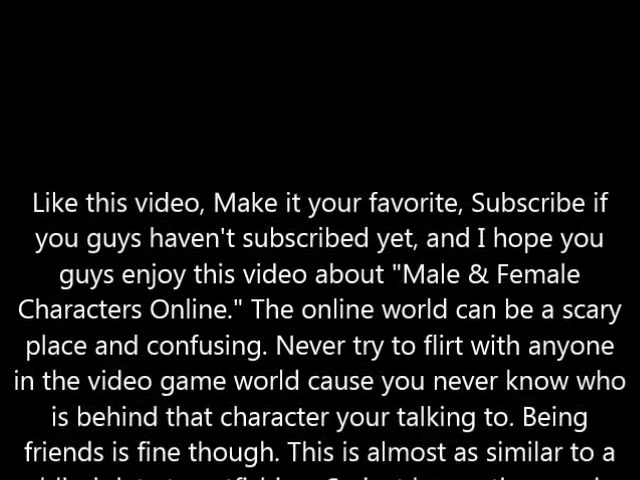 Like this video, Make it your favorite, Subscribe if
you guys haven't subscribed yet, and I hope you
guys enjoy this video about "Male & Female
Characters Online." The online world can be a scary
place and confusing. Never try to flirt with anyone
in the video game world cause you never know who
is behind that character your talking to. Being
friends is fine though. This is almost as similar to a